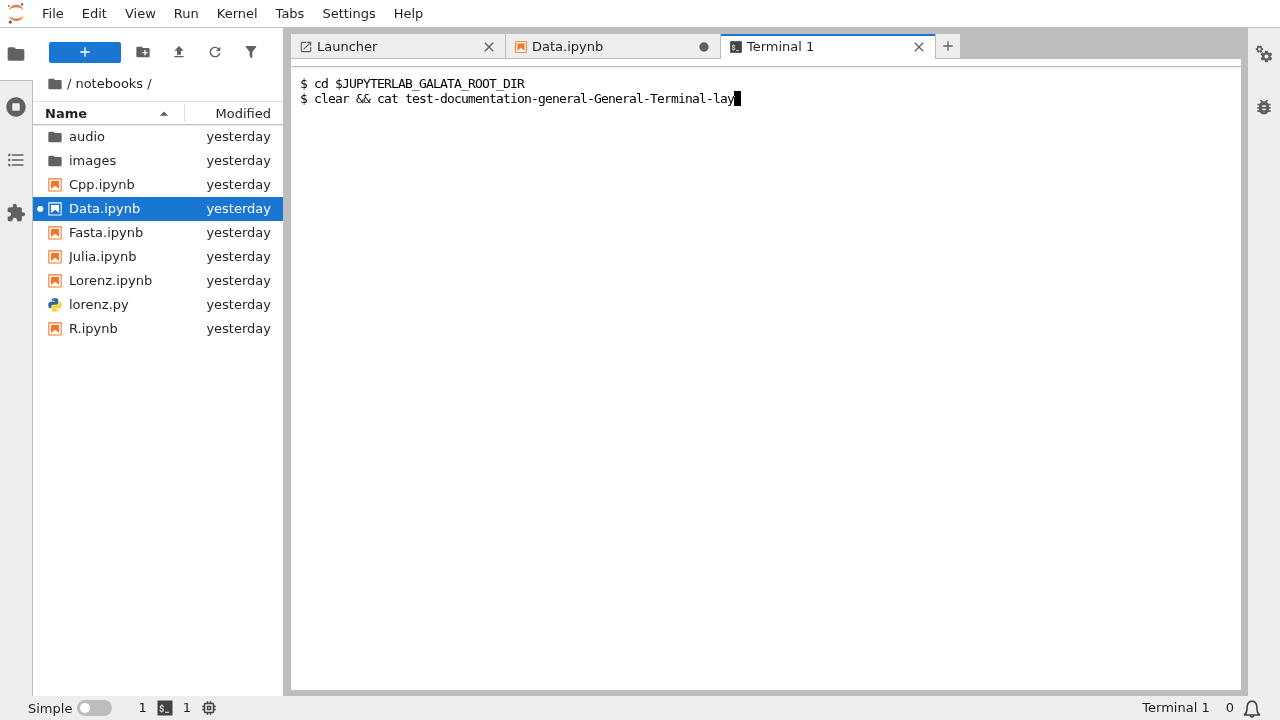 File Edit View Run Kernel Tabs Settings Help
Launcher
Data.ipynb
Terminal 1
/ notebooks /
Name Modified
audio yesterday
images yesterday
Cpp.ipynb yesterday
Data.ipynb yesterday
Fasta.ipynb yesterday
Julia.ipynb yesterday
Lorenz.ipynb yesterday
lorenz.py yesterday
R.ipynb yesterday
$ cd $JUPYTERLAB_GALATA_ROOT_DIR
$ clear && cat test-documentation-general-General-Terminal-lay
Simple 1 $_ 1 Terminal 1 0